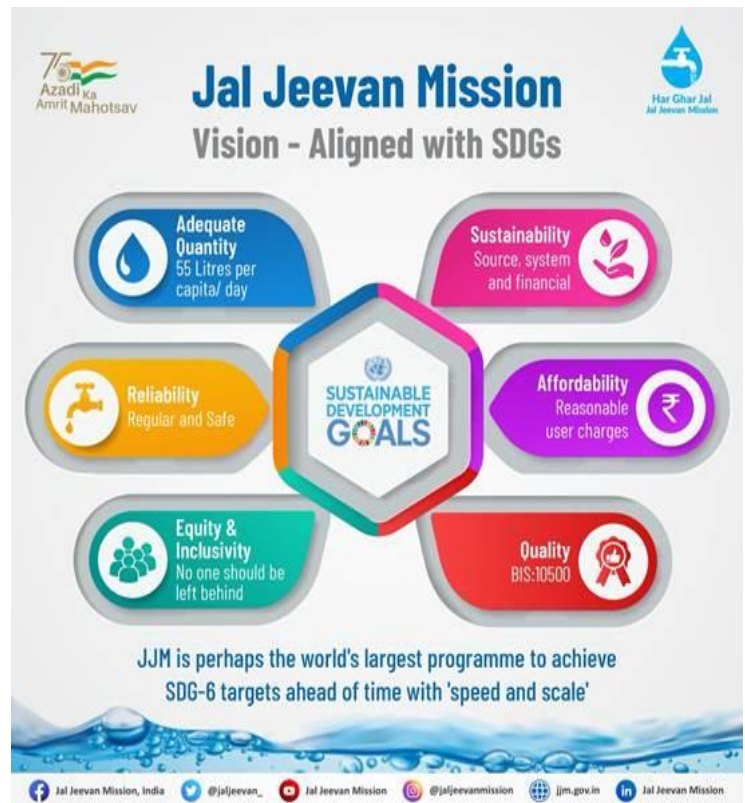 75
Azadi Ka
Amrit Mahotsav
Har Ghar Jal
Jal Jeevan Mission
Jal Jeevan Mission
Vision - Aligned with SDGs
Adequate
Quantity
55 Litres per
capita/ day
Sustainability
Source, system
and financial
Reliability
Regular and Safe
SUSTAINABLE
DEVELOPMENT
GOALS
Affordability
Reasonable
user charges
₹
Equity &
Inclusivity
No one should be
left behind
Quality
BIS:10500
JJM is perhaps the world's largest programme to achieve
SDG-6 targets ahead of time with 'speed and scale'
Jal Jeevan Mission, India @jaljeevan_ Jal Jeevan Mission @jaljeevanmission jjm.gov.in Jal Jeevan Mission